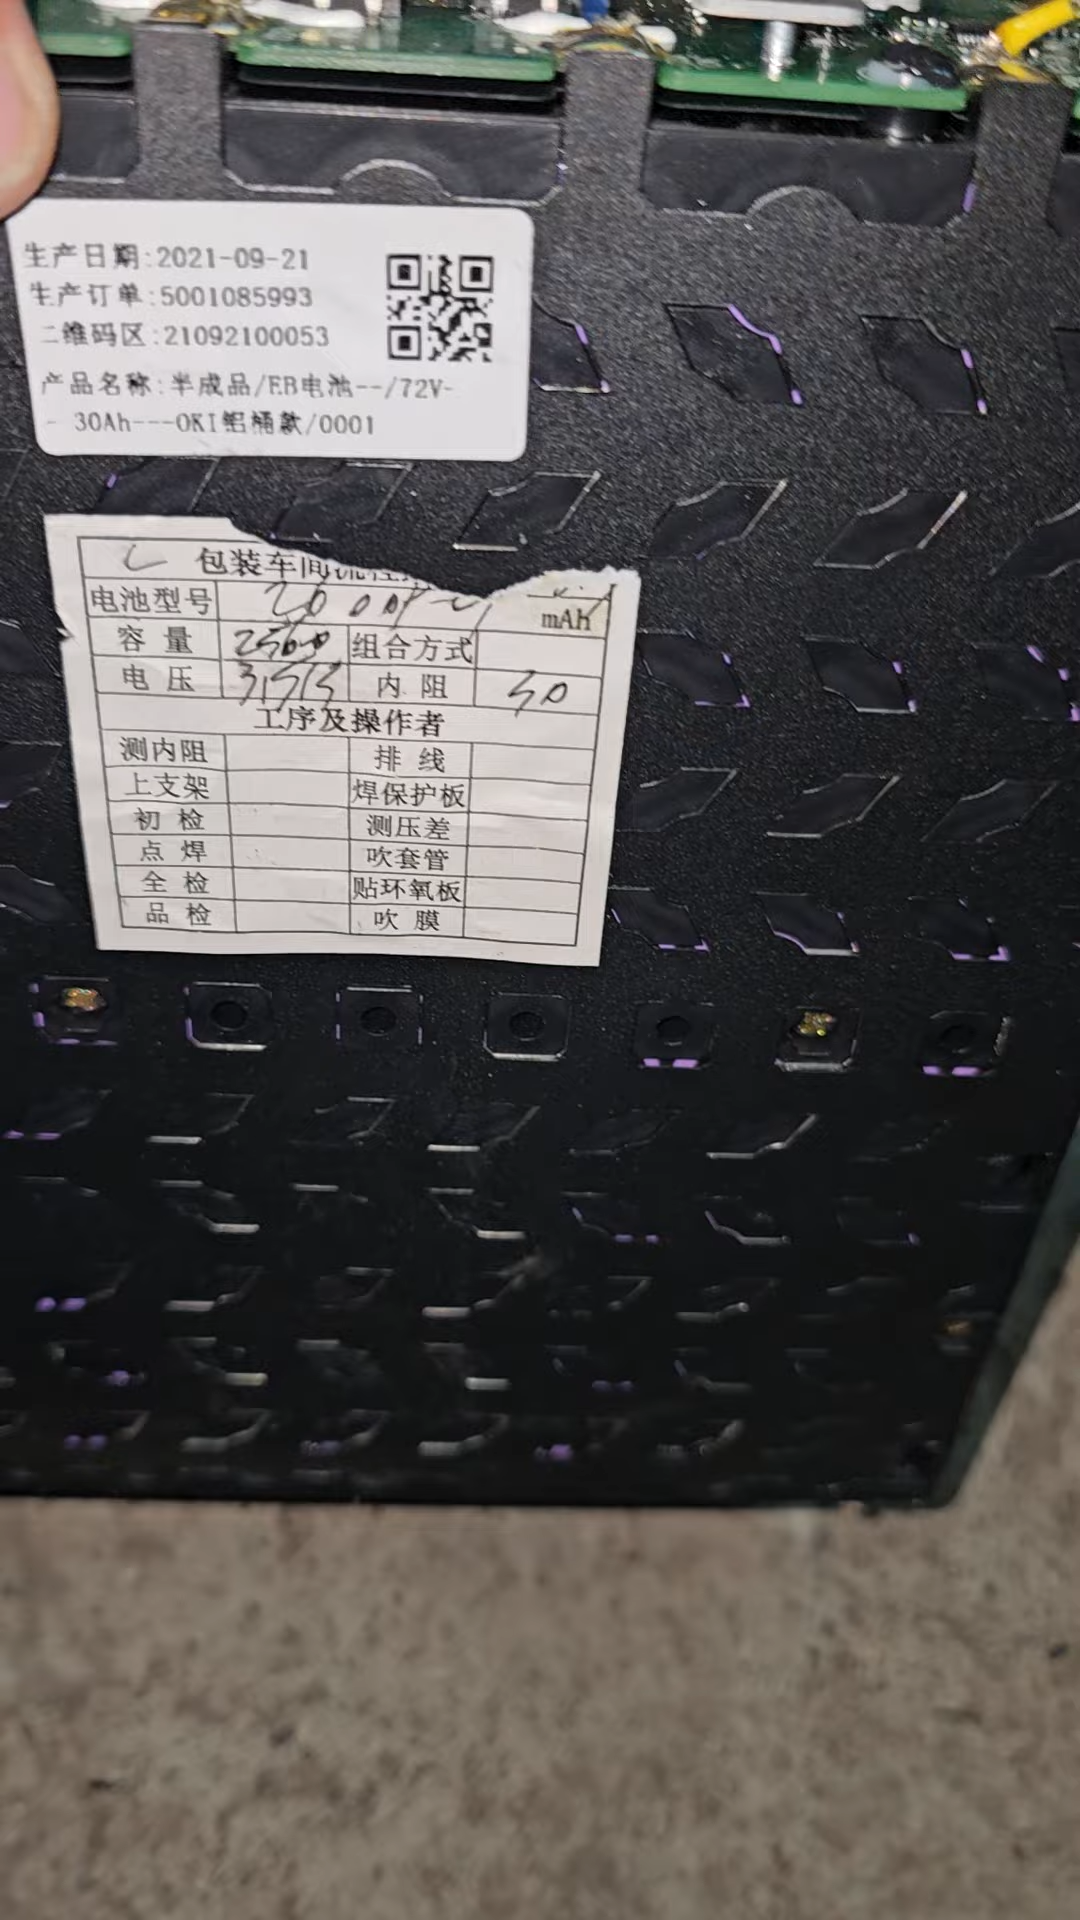 生产日期:2021-09-21
生产订单:5001085993
二维码区:21092100053
产品名称:半成品/EB电池--/72V-
- 30Ah---OKI铝桶款/0001
包装车间流程
电池型号 mAh
容量 2560 组合方式
电压 内阻 50
工序及操作者
测内阻 排线
上支架 焊保护板
初检 测压差
点焊 吹套管
全检 贴环氧板
品检 吹膜